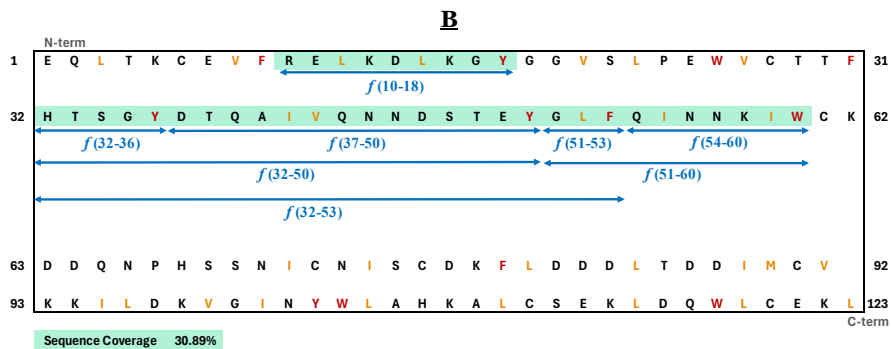 B
N-term
1 E Q L T K C E V F R E L K D L K G Y G G V S L P E W V C T T F 31
f(10-18)
32 H T S G Y D T Q A I V Q N N D S T E Y G L F Q I N N K I W C K 62
f(32-36) f(37-50) f(51-53) f(54-60)
f(32-50) f(51-60)
f(32-53)
63 D D Q N P H S S N I C N I S C D K F L D D D L T D D I M C V 92
93 K K I L D K V G I N Y W L A H K A L C S E K L D Q W L C E K L 123
C-term
Sequence Coverage 30.89%